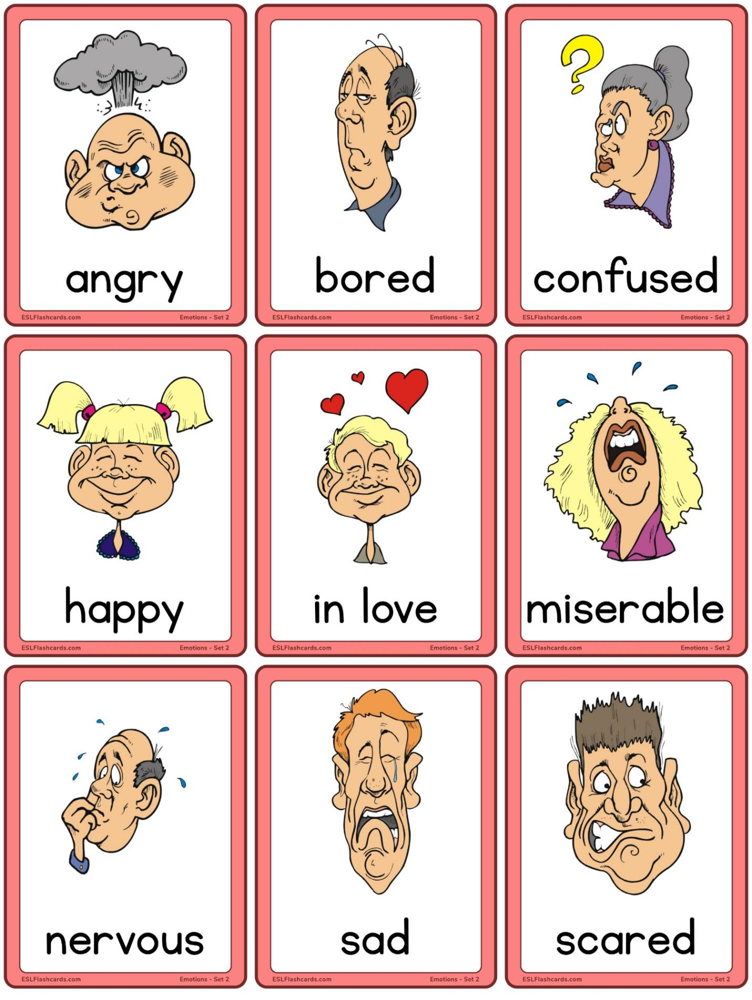 angry
ESLFlashcards.com Emotions - Set 2
bored
ESLFlashcards.com Emotions - Set 2
confused
ESLFlashcards.com Emotions - Set 2
happy
ESLFlashcards.com Emotions - Set 2
in love
ESLFlashcards.com Emotions - Set 2
miserable
ESLFlashcards.com Emotions - Set 2
nervous
ESLFlashcards.com Emotions - Set 2
sad
ESLFlashcards.com Emotions - Set 2
scared
ESLFlashcards.com Emotions - Set 2